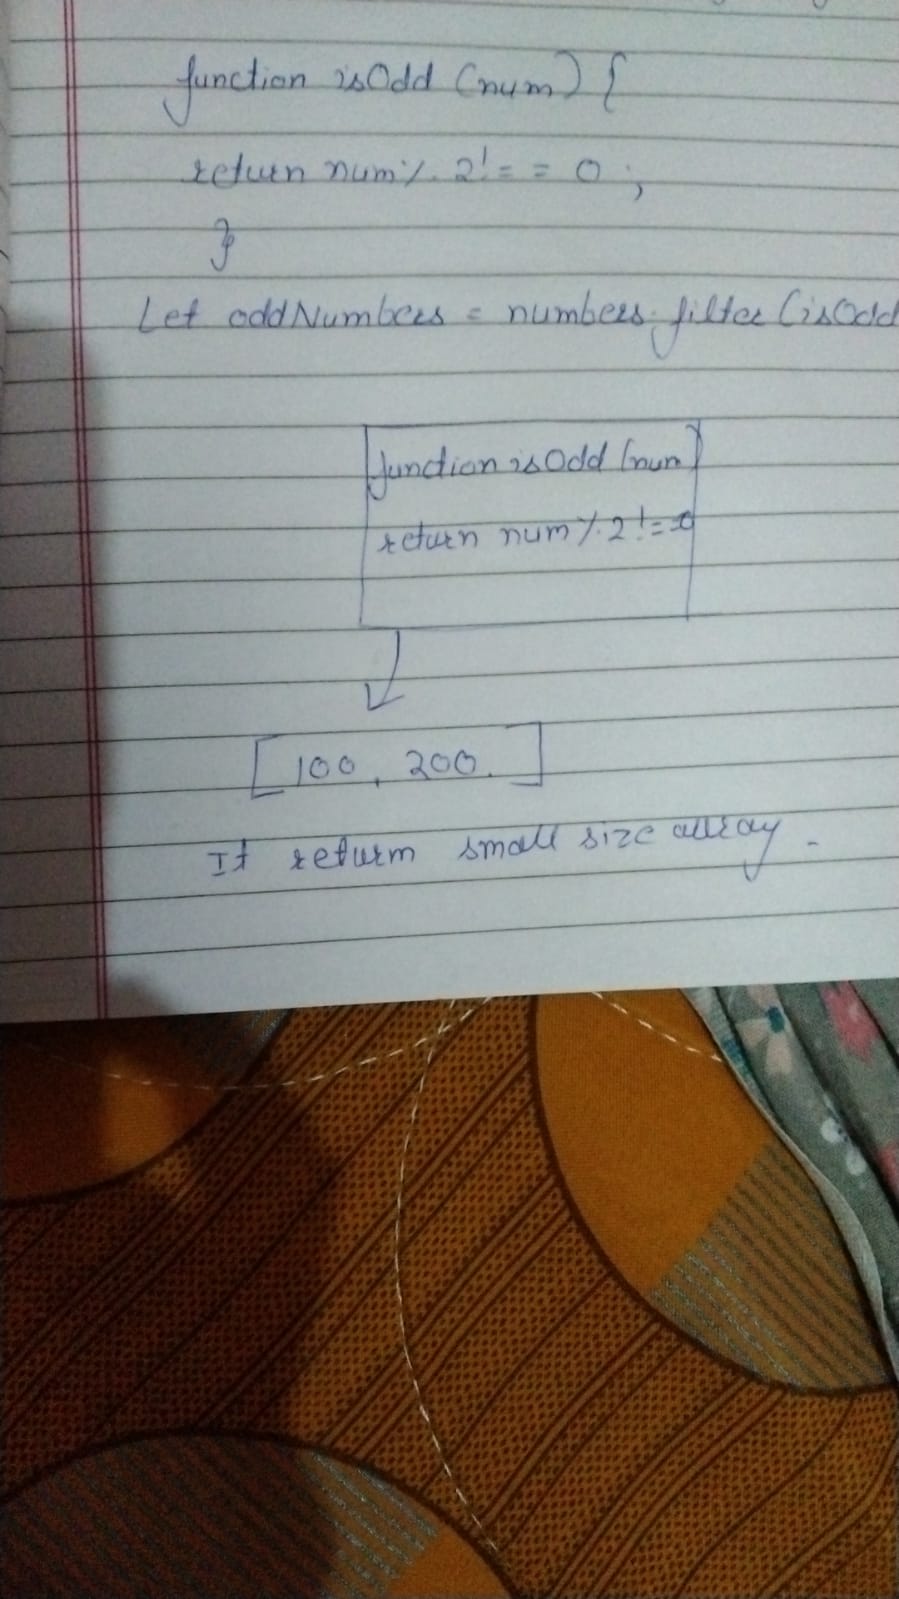 function isOdd (num) {
return num % 2 !== 0 ;
}
Let oddNumbers = numbers.filter (isOdd
function isOdd (num)
return num % 2 !== 0
[ 100, 200. ]
It return small size array.